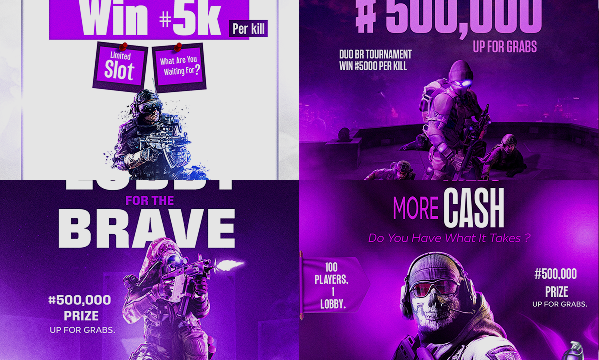 Win #5k
Per kill
Limited
Slot
What Are You
Waiting For?
#500,000
UP FOR GRABS
DUO BR TOURNAMENT
WIN #5000 PER KILL
LOBBY
FOR THE
BRAVE
#500,000
PRIZE
UP FOR GRABS.
MORE CASH
Do You Have What It Takes ?
100
PLAYERS.
1
LOBBY.
#500,000
PRIZE
UP FOR GRABS.